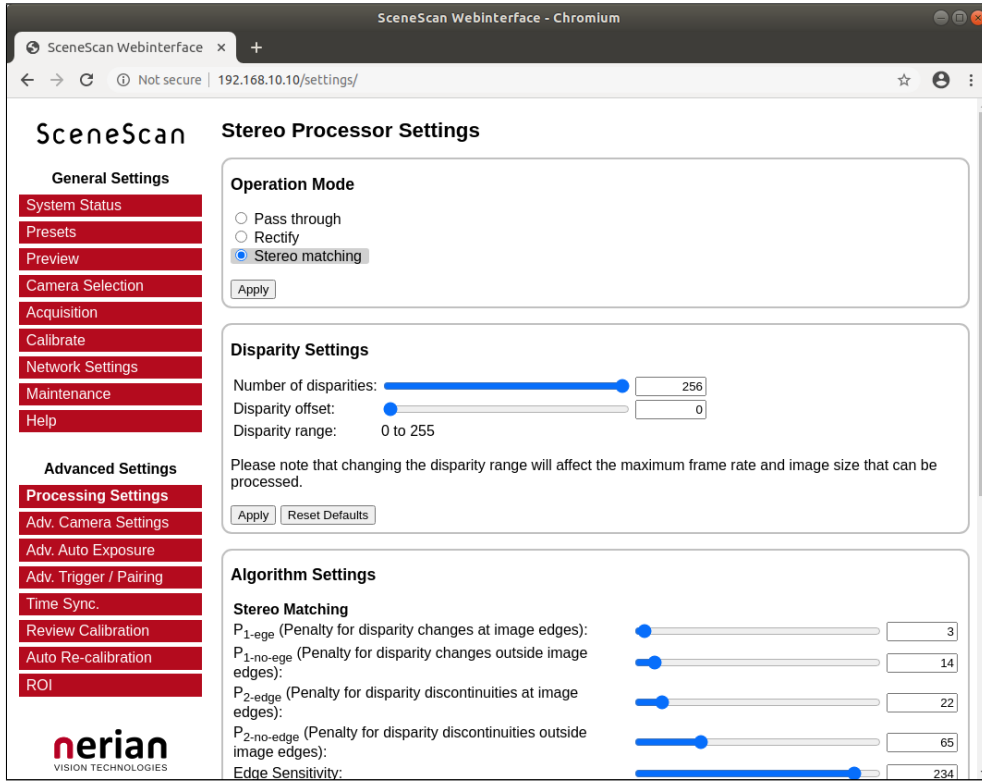 SceneScan Webinterface - Chromium
SceneScan Webinterface × +
Not secure | 192.168.10.10/settings/
SceneScan
General Settings
System Status
Presets
Preview
Camera Selection
Acquisition
Calibrate
Network Settings
Maintenance
Help
Advanced Settings
Processing Settings
Adv. Camera Settings
Adv. Auto Exposure
Adv. Trigger / Pairing
Time Sync.
Review Calibration
Auto Re-calibration
ROI
nerian
VISION TECHNOLOGIES
Stereo Processor Settings
Operation Mode
Pass through
Rectify
Stereo matching
Apply
Disparity Settings
Number of disparities: 256
Disparity offset: 0
Disparity range: 0 to 255
Please note that changing the disparity range will affect the maximum frame rate and image size that can be
processed.
Apply Reset Defaults
Algorithm Settings
Stereo Matching
P1-ege (Penalty for disparity changes at image edges): 3
P1-no-ege (Penalty for disparity changes outside image
edges): 14
P2-edge (Penalty for disparity discontinuities at image
edges): 22
P2-no-edge (Penalty for disparity discontinuities outside
image edges): 65
Edge Sensitivity: 234